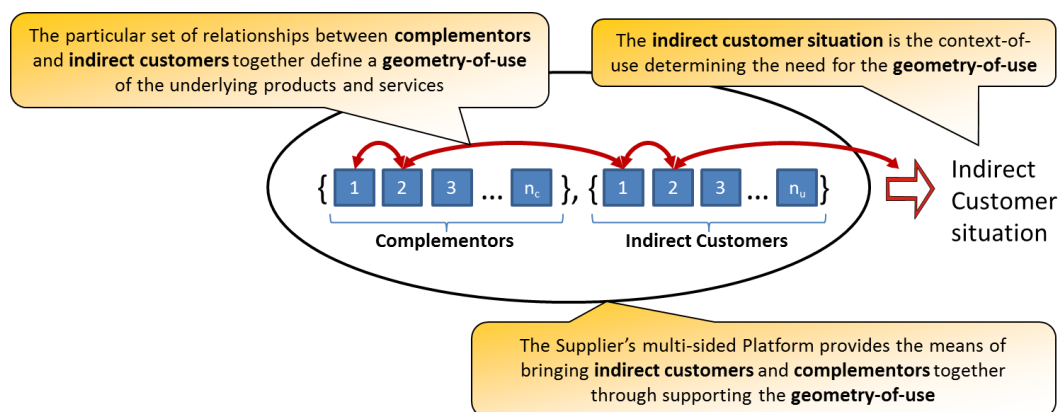 The particular set of relationships between complementors
and indirect customers together define a geometry-of-use
of the underlying products and services
The indirect customer situation is the context-of-
use determining the need for the geometry-of-use
{ 1 2 3 ... n_c }, { 1 2 3 ... n_u }
Complementors
Indirect Customers
Indirect
Customer
situation
The Supplier’s multi-sided Platform provides the means of
bringing indirect customers and complementors together
through supporting the geometry-of-use